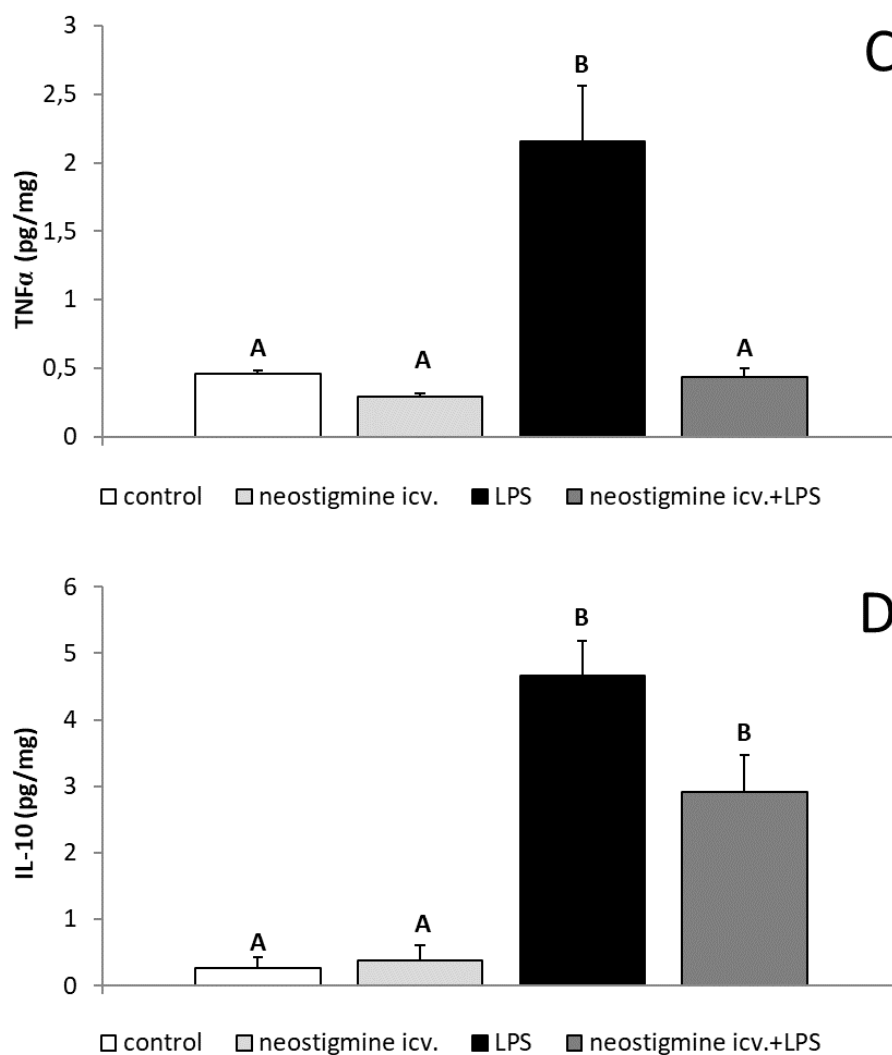 C
3
2,5
2
1,5
1
0,5
0
TNFα (pg/mg)
A
A
B
A
control neostigmine icv. LPS neostigmine icv.+LPS
D
6
5
4
3
2
1
0
IL-10 (pg/mg)
A
A
B
B
control neostigmine icv. LPS neostigmine icv.+LPS